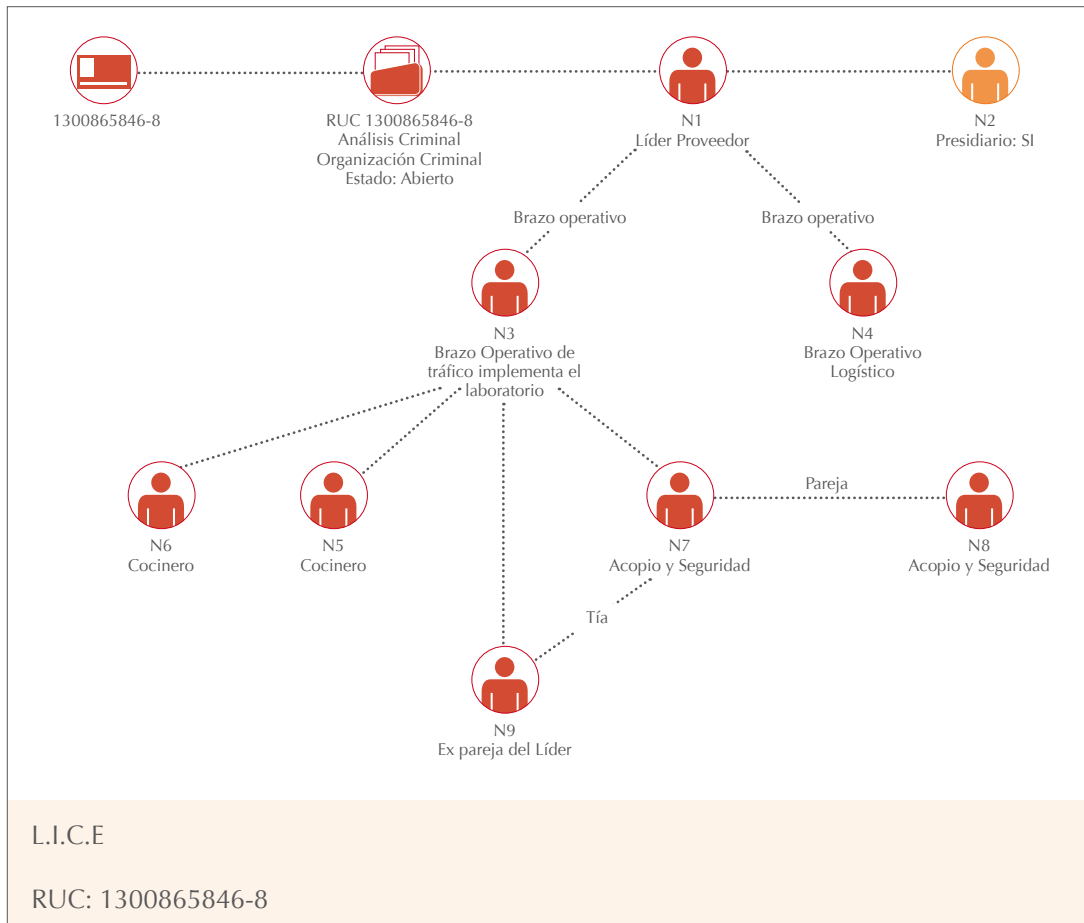 1300865846-8
RUC 1300865846-8
Análisis Criminal
Organización Criminal
Estado: Abierto
N1
Líder Proveedor
N2
Presidiario: SI
Brazo operativo
Brazo operativo
N3
Brazo Operativo de
tráfico implementa el
laboratorio
N4
Brazo Operativo
Logístico
N6
Cocinero
N5
Cocinero
N7
Acopio y Seguridad
Pareja
N8
Acopio y Seguridad
Tía
N9
Ex pareja del Líder
L.I.C.E
RUC: 1300865846-8